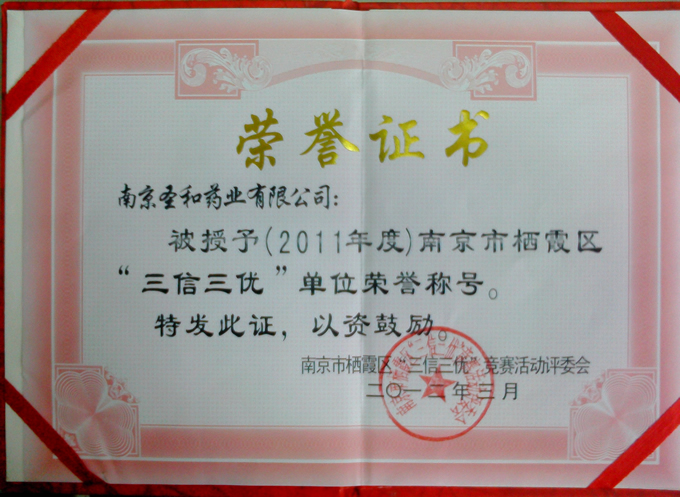 荣誉证书
南京圣和药业有限公司：
被授予(2011年度)南京市栖霞区
“三信三优”单位荣誉称号。
特发此证，以资鼓励。
南京市栖霞区“三信三优”竞赛活动评委会
二〇一二年三月